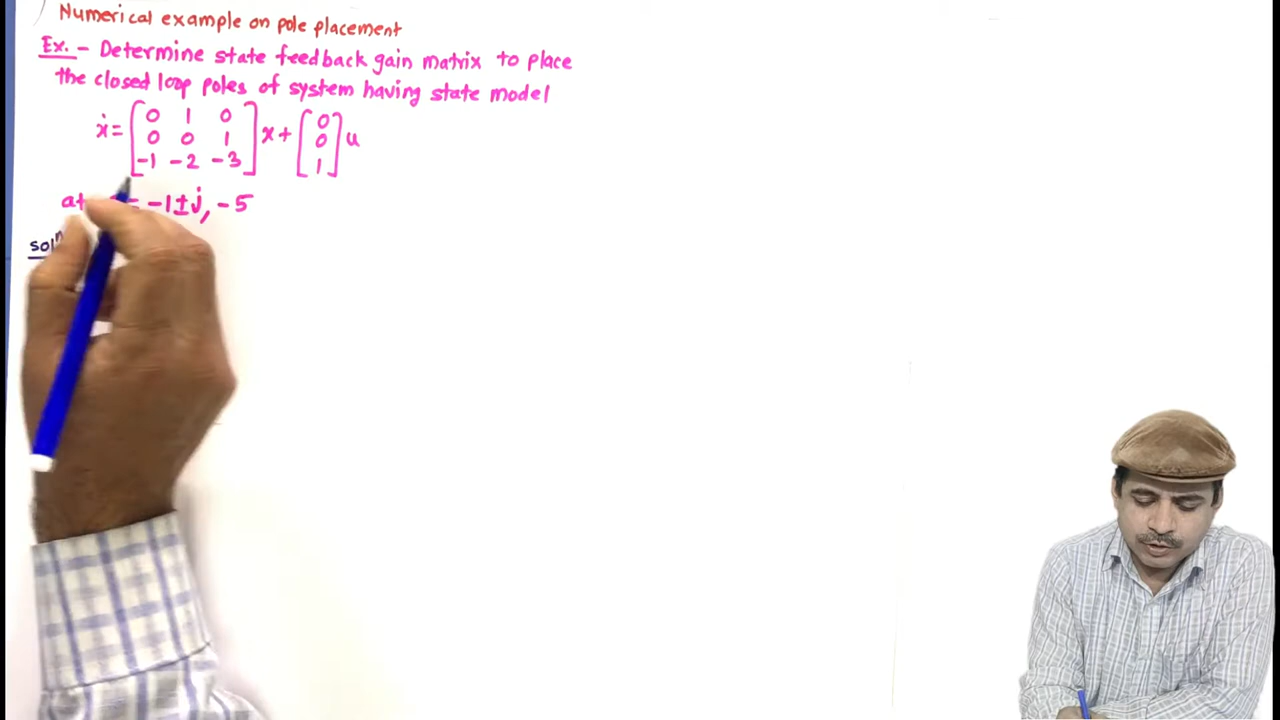 Numerical example on pole placement
Ex. - Determine state feedback gain matrix to place
the closed loop poles of system having state model
ẋ = [0 1 0
0 0 1
-1 -2 -3] x + [0
0
1] u
at = -1±j, -5
soln